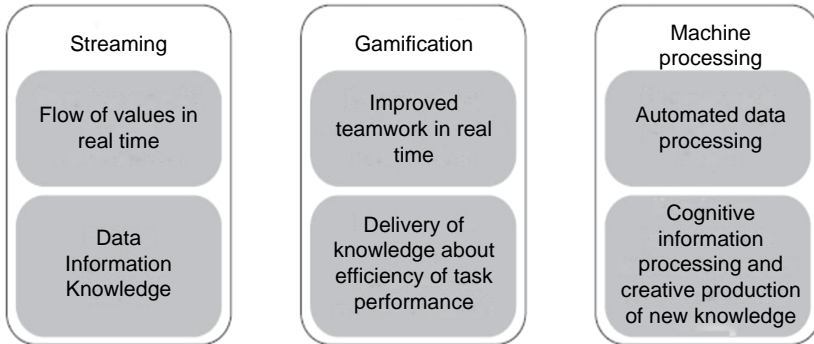 Streaming
Flow of values in
real time
Data
Information
Knowledge
Gamification
Improved
teamwork in real
time
Delivery of
knowledge about
efficiency of task
performance
Machine
processing
Automated data
processing
Cognitive
information
processing and
creative production
of new knowledge